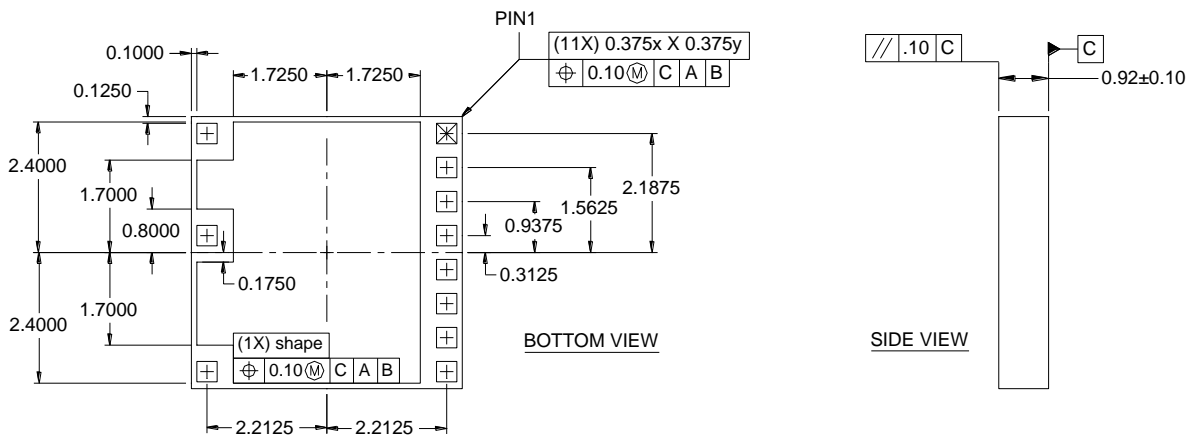 PIN1
0.1000
(11X) 0.375x X 0.375y
// .10 C
C
1.7250 1.7250
⌖ 0.10Ⓜ C A B
0.92±0.10
0.1250
2.4000
1.7000
2.1875
1.5625
0.9375
0.8000
0.3125
0.1750
1.7000
2.4000
(1X) shape
⌖ 0.10Ⓜ C A B
BOTTOM VIEW
SIDE VIEW
2.2125 2.2125